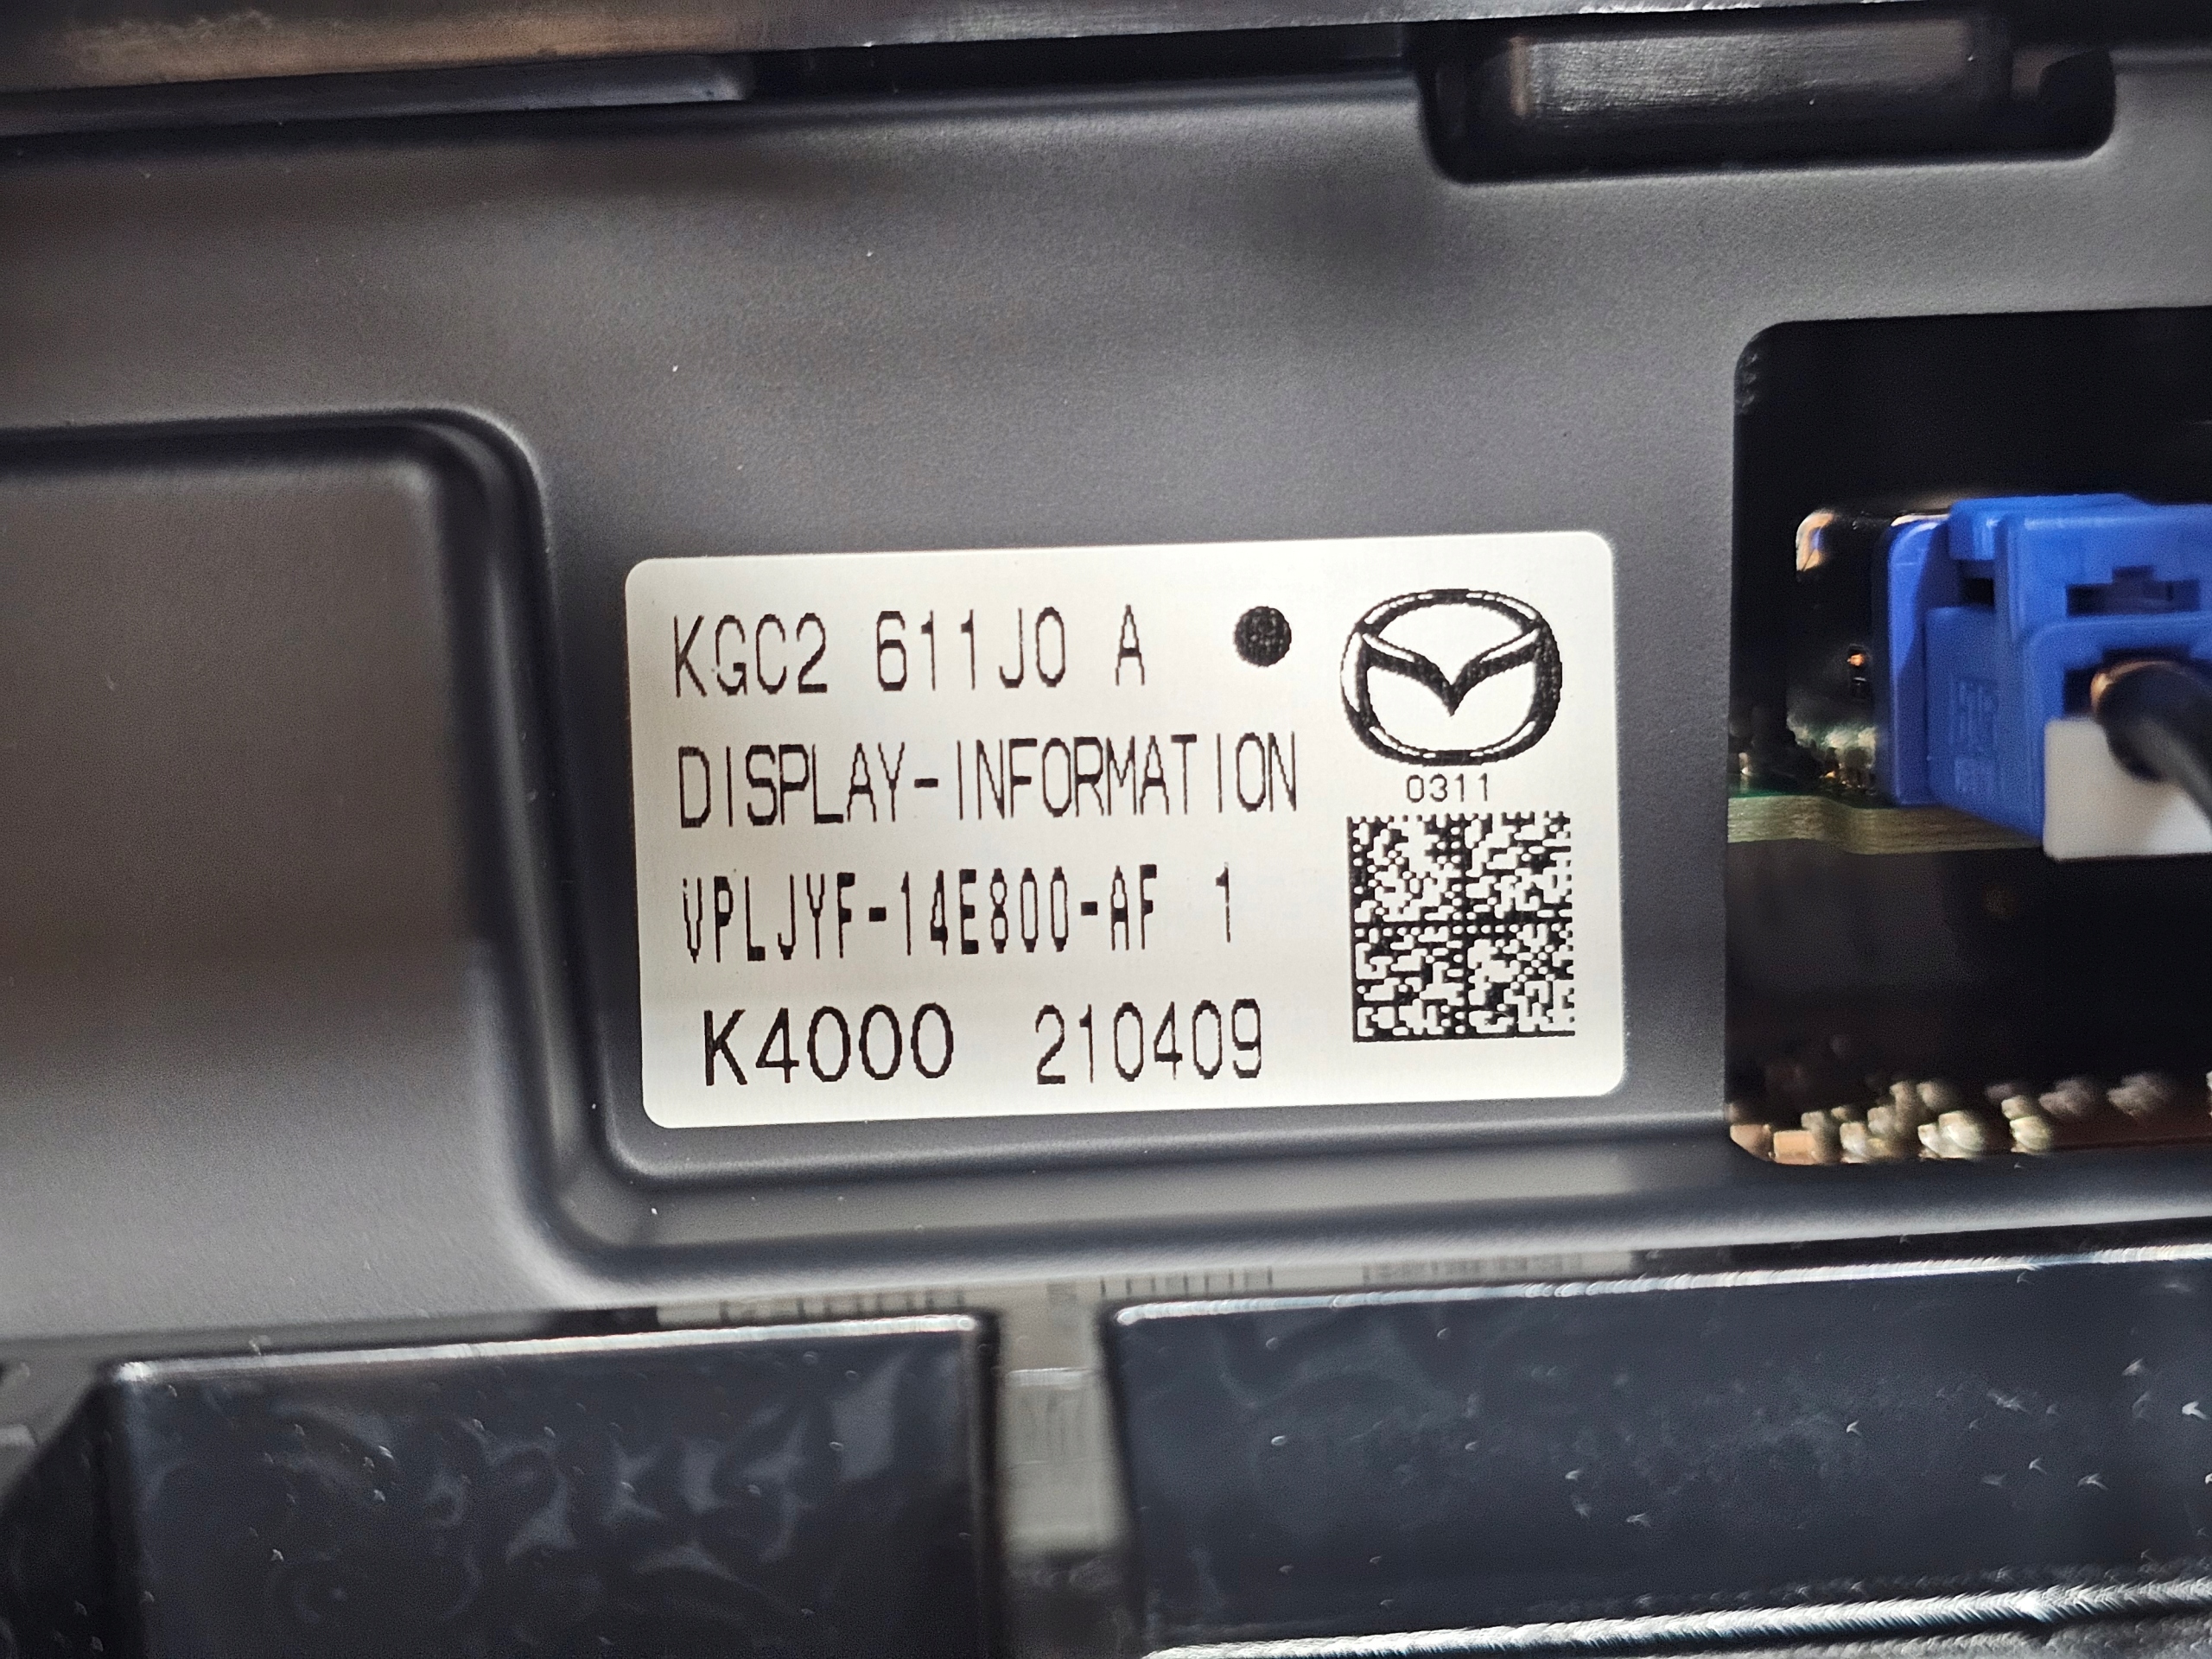 KGC2 611J0 A
DISPLAY-INFORMATION
0311
VPLJYF-14E800-AF 1
K4000 210409